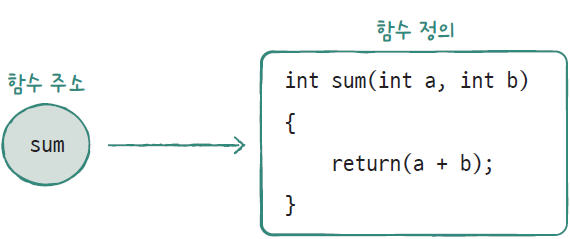 함수 정의
함수 주소
sum
int sum(int a, int b)
{
return(a + b);
}